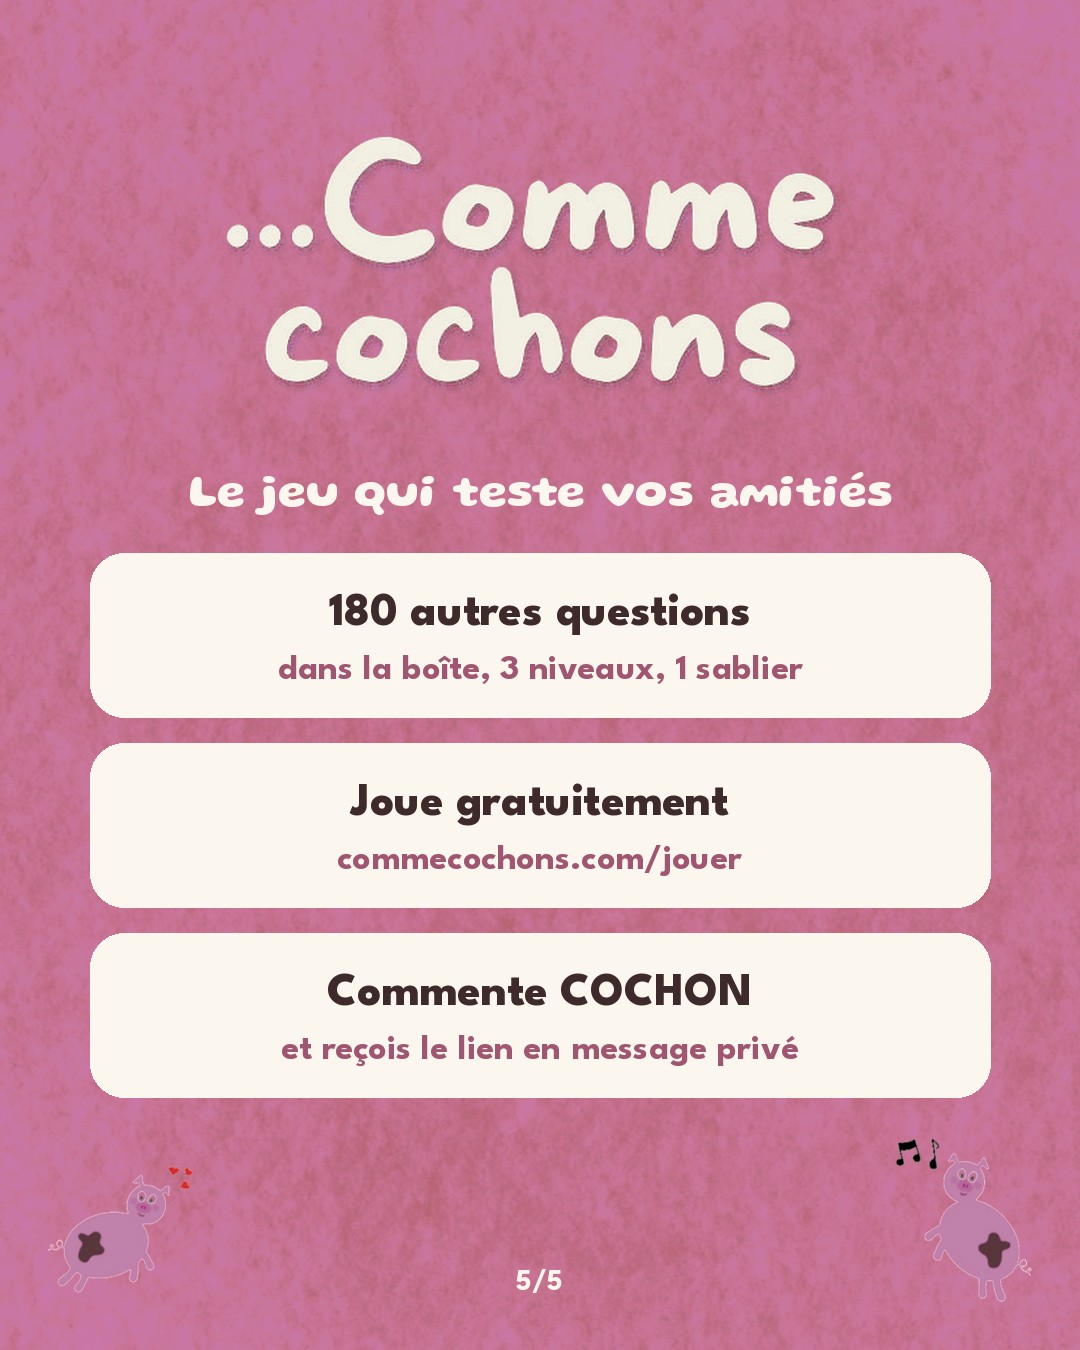 ...Comme
cochons
Le jeu qui teste vos amitiés
180 autres questions
dans la boîte, 3 niveaux, 1 sablier
Joue gratuitement
commecochons.com/jouer
Commente COCHON
et reçois le lien en message privé
5/5